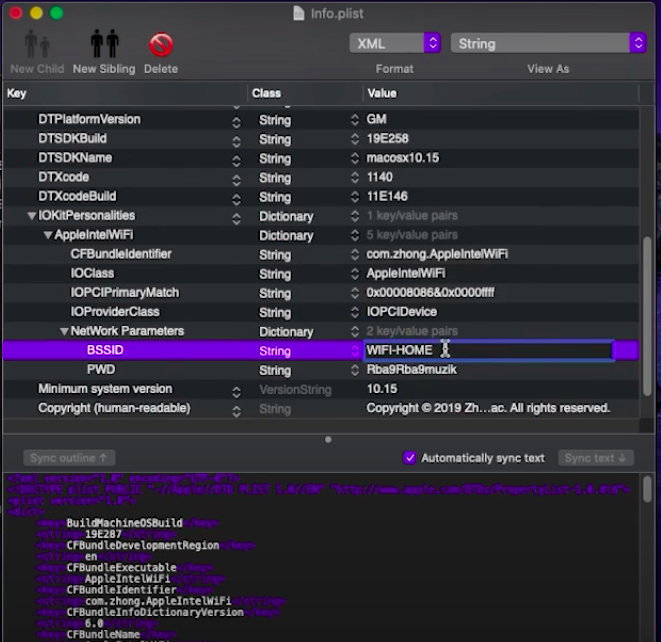 Info.plist
XML String
New Child New Sibling Delete Format View As
Key Class Value
DTPlatformVersion String GM
DTSDKBuild String 19E258
DTSDKName String macosx10.15
DTXcode String 1140
DTXcodeBuild String 11E146
IOKitPersonalities Dictionary 1 key/value pairs
AppleIntelWiFi Dictionary 5 key/value pairs
CFBundleIdentifier String com.zhong.AppleIntelWiFi
IOClass String AppleIntelWiFi
IOPCIPrimaryMatch String 0x00008086&0x0000ffff
IOProviderClass String IOPCIDevice
NetWork Parameters Dictionary 2 key/value pairs
BSSID String WIFI-HOME
PWD String Rba9Rba9muzik
Minimum system version VersionString 10.15
Copyright (human-readable) String Copyright © 2019 Zh...ac. All rights reserved.
Sync outline ↑ Automatically sync text Sync text ↓
<?xml version="1.0" encoding="UTF-8"?>
<!DOCTYPE plist PUBLIC "-//Apple//DTD PLIST 1.0//EN" "http://www.apple.com/DTDs/PropertyList-1.0.dtd">
<plist version="1.0">
<dict>
<key>BuildMachineOSBuild</key>
<string>19E287</string>
<key>CFBundleDevelopmentRegion</key>
<string>en</string>
<key>CFBundleExecutable</key>
<string>AppleIntelWiFi</string>
<key>CFBundleIdentifier</key>
<string>com.zhong.AppleIntelWiFi</string>
<key>CFBundleInfoDictionaryVersion</key>
<string>6.0</string>
<key>CFBundleName</key>